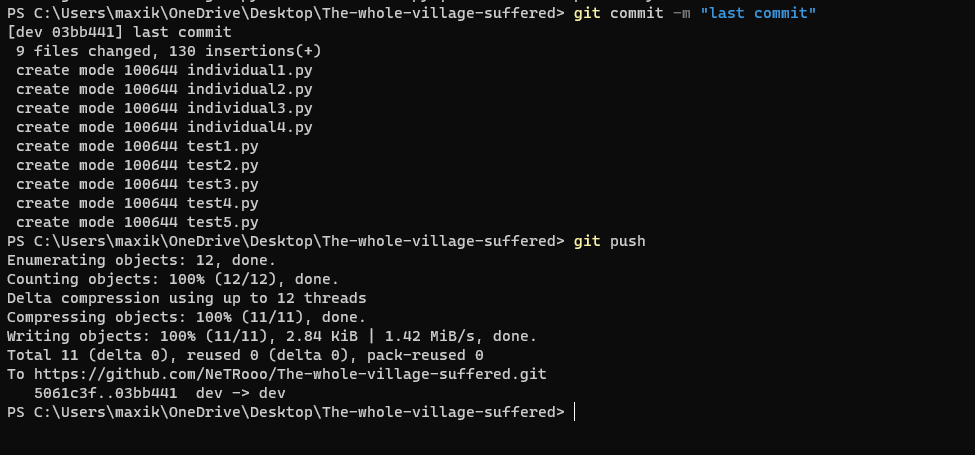 PS C:\Users\maxik\OneDrive\Desktop\The-whole-village-suffered> git commit -m "last commit"
[dev 03bb441] last commit
 9 files changed, 130 insertions(+)
 create mode 100644 individual1.py
 create mode 100644 individual2.py
 create mode 100644 individual3.py
 create mode 100644 individual4.py
 create mode 100644 test1.py
 create mode 100644 test2.py
 create mode 100644 test3.py
 create mode 100644 test4.py
 create mode 100644 test5.py
PS C:\Users\maxik\OneDrive\Desktop\The-whole-village-suffered> git push
Enumerating objects: 12, done.
Counting objects: 100% (12/12), done.
Delta compression using up to 12 threads
Compressing objects: 100% (11/11), done.
Writing objects: 100% (11/11), 2.84 KiB | 1.42 MiB/s, done.
Total 11 (delta 0), reused 0 (delta 0), pack-reused 0
To https://github.com/NeTRooo/The-whole-village-suffered.git
   5061c3f..03bb441  dev -> dev
PS C:\Users\maxik\OneDrive\Desktop\The-whole-village-suffered>